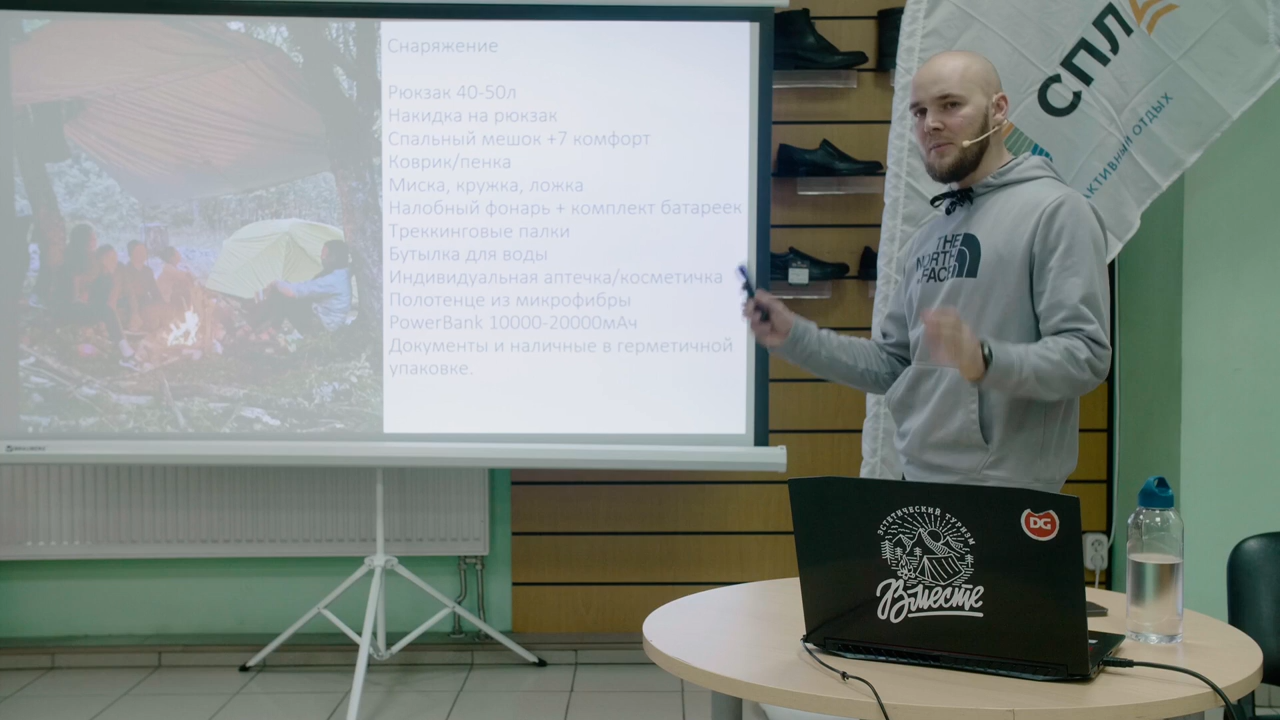 Снаряжение
Рюкзак 40-50л
Накидка на рюкзак
Спальный мешок +7 комфорт
Коврик/пенка
Миска, кружка, ложка
Налобный фонарь + комплект батареек
Треккинговые палки
Бутылка для воды
Индивидуальная аптечка/косметичка
Полотенце из микрофибры
PowerBank 10000-20000мАч
Документы и наличные в герметичной
упаковке.
СПЛ
АКТИВНЫЙ ОТДЫХ
THE
NORTH
FACE
ЭСТЕТИЧЕСКИЙ ТУРИЗМ
Вместе
DG